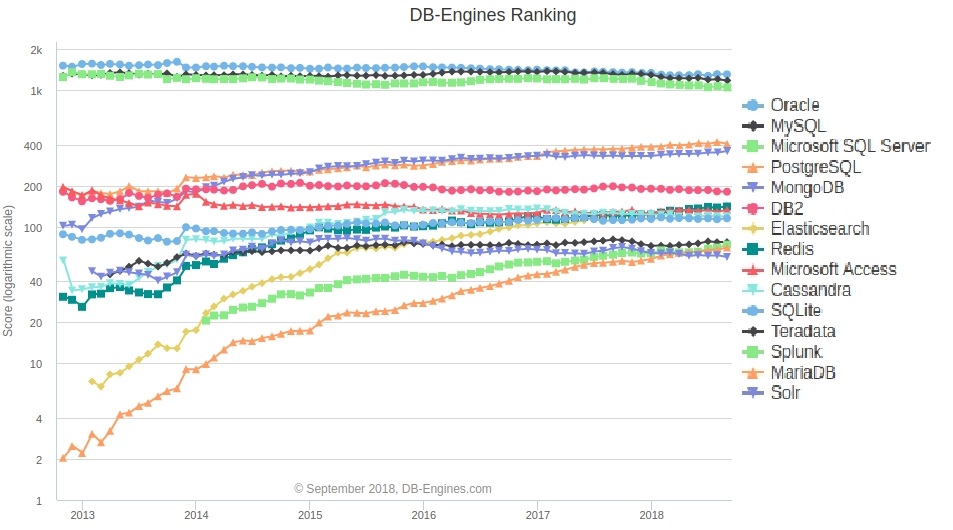 DB-Engines Ranking
2k
1k
400
200
100
40
20
10
4
2
1
Score (logarithmic scale)
2013 2014 2015 2016 2017 2018
© September 2018, DB-Engines.com
Oracle
MySQL
Microsoft SQL Server
PostgreSQL
MongoDB
DB2
Elasticsearch
Redis
Microsoft Access
Cassandra
SQLite
Teradata
Splunk
MariaDB
Solr